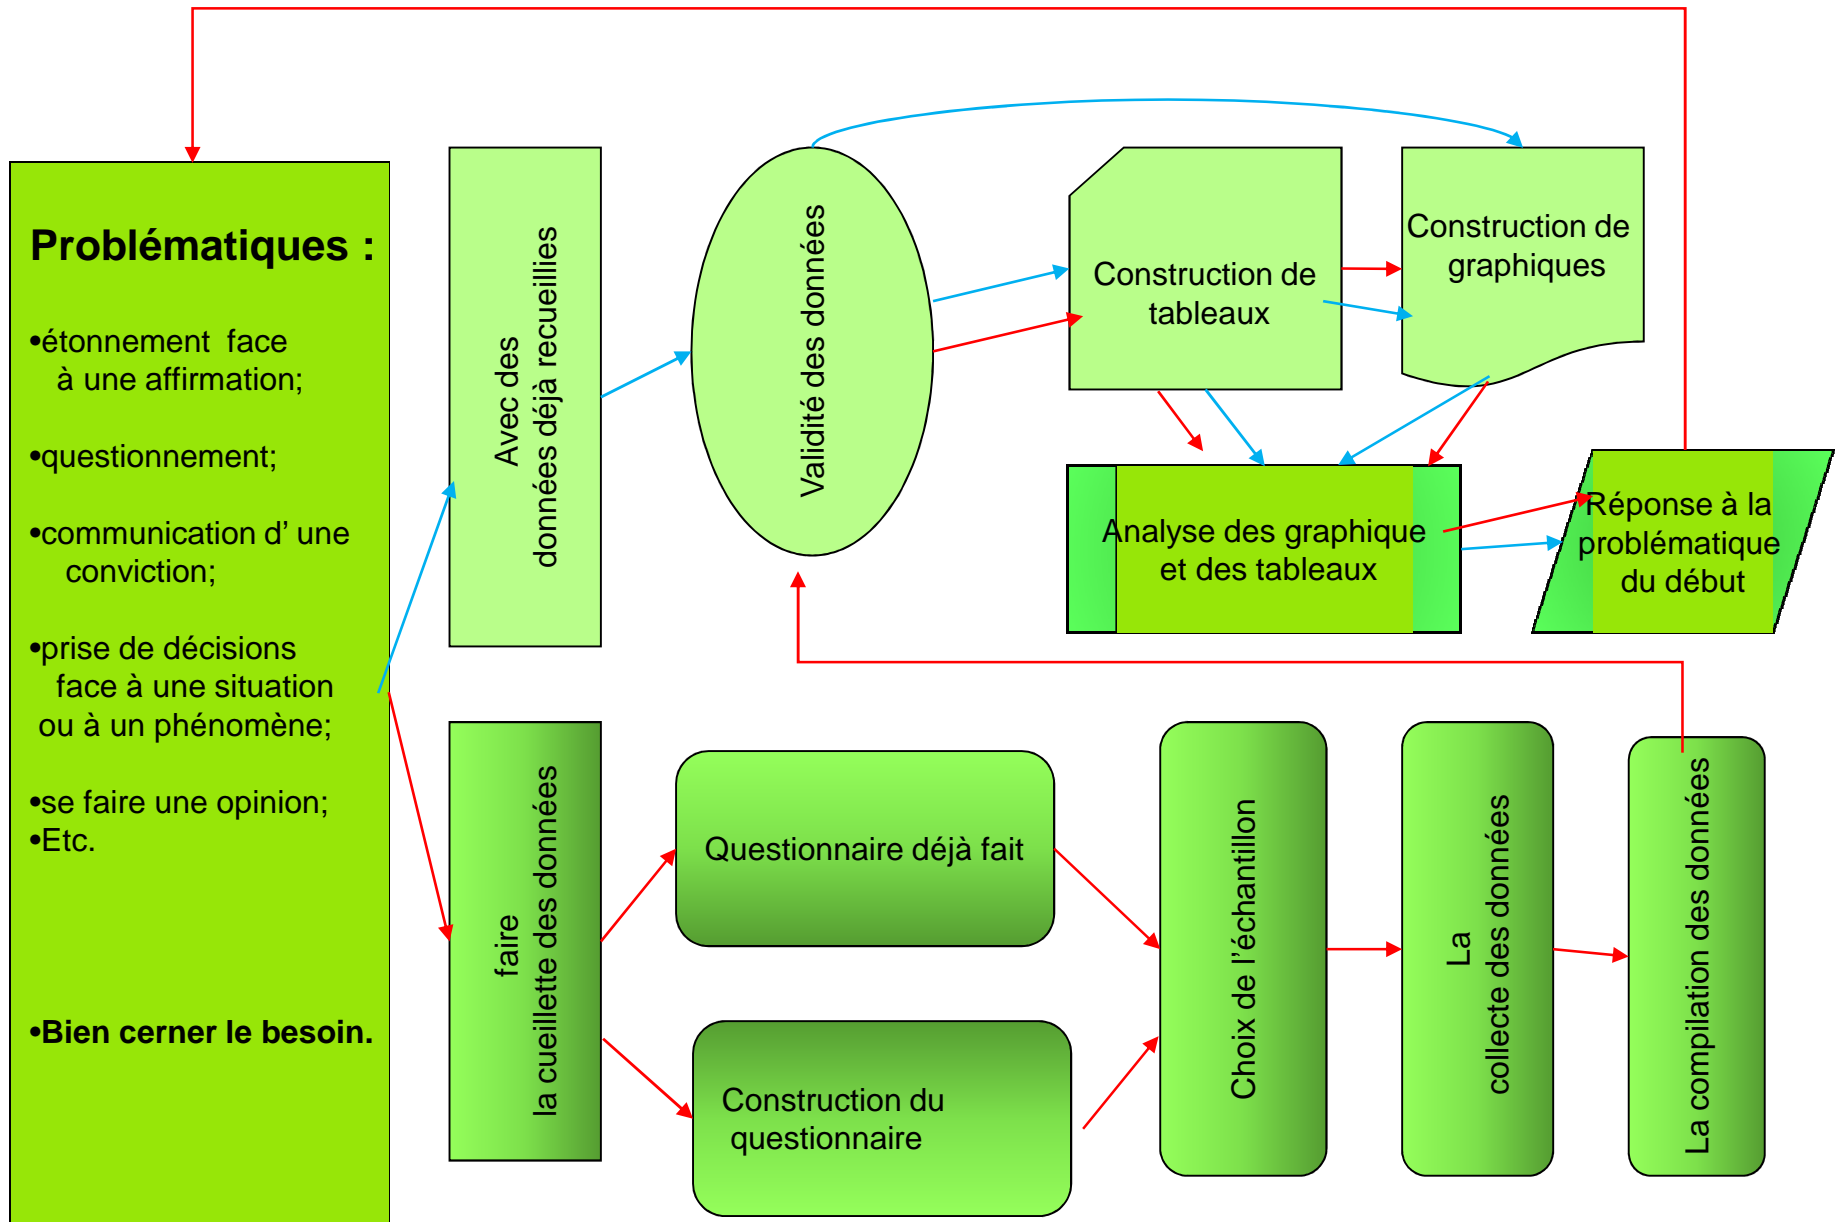 Problématiques :
•étonnement face
à une affirmation;
•questionnement;
•communication d’ une
conviction;
•prise de décisions
face à une situation
ou à un phénomène;
•se faire une opinion;
•Etc.
•Bien cerner le besoin.
Avec des
données déjà recueillies
Validité des données
Construction de
tableaux
Construction de
graphiques
Analyse des graphique
et des tableaux
Réponse à la
problématique
du début
faire
la cueillette des données
Questionnaire déjà fait
Construction du
questionnaire
Choix de l’échantillon
La
collecte des données
La compilation des données